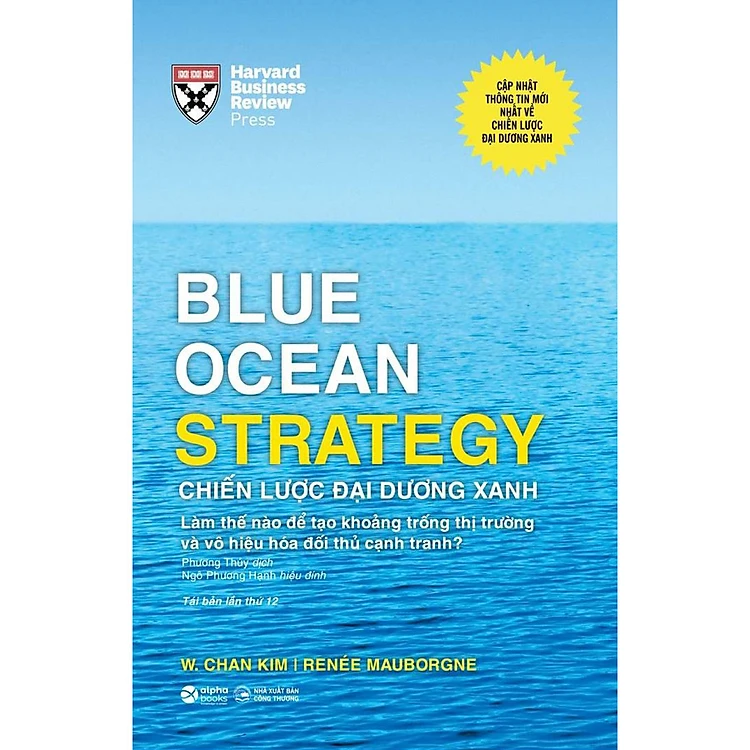 Harvard
Business
Review
Press
CẬP NHẬT
THÔNG TIN MỚI
NHẤT VỀ
CHIẾN LƯỢC
ĐẠI DƯƠNG XANH
BLUE
OCEAN
STRATEGY
CHIẾN LƯỢC ĐẠI DƯƠNG XANH
Làm thế nào để tạo khoảng trống thị trường
và vô hiệu hóa đối thủ cạnh tranh?
Phương Thúy dịch
Ngô Phương Hạnh hiệu đính
Tái bản lần thứ 12
W. CHAN KIM | RENÉE MAUBORGNE
alpha
books
NHÀ XUẤT BẢN
CÔNG THƯƠNG